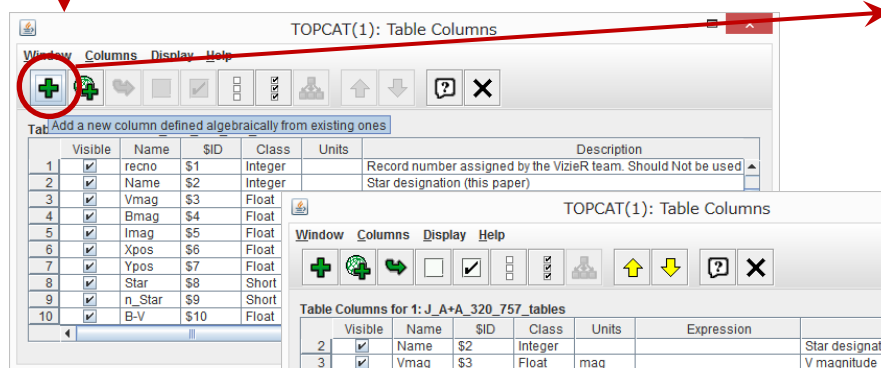 TOPCAT(1): Table Columns
Window Columns Display Help
Add a new column defined algebraically from existing ones
Visible Name $ID Class Units Description
1 recno $1 Integer Record number assigned by the VizieR team. Should Not be used
2 Name $2 Integer Star designation (this paper)
3 Vmag $3 Float
4 Bmag $4 Float
5 Imag $5 Float
6 Xpos $6 Float
7 Ypos $7 Float
8 Star $8 Short
9 n_Star $9 Short
10 B-V $10 Float
TOPCAT(1): Table Columns
Window Columns Display Help
Table Columns for 1: J_A+A_320_757_tables
Visible Name $ID Class Units Expression
2 Name $2 Integer Star designat
3 Vmag $3 Float mag V magnitude